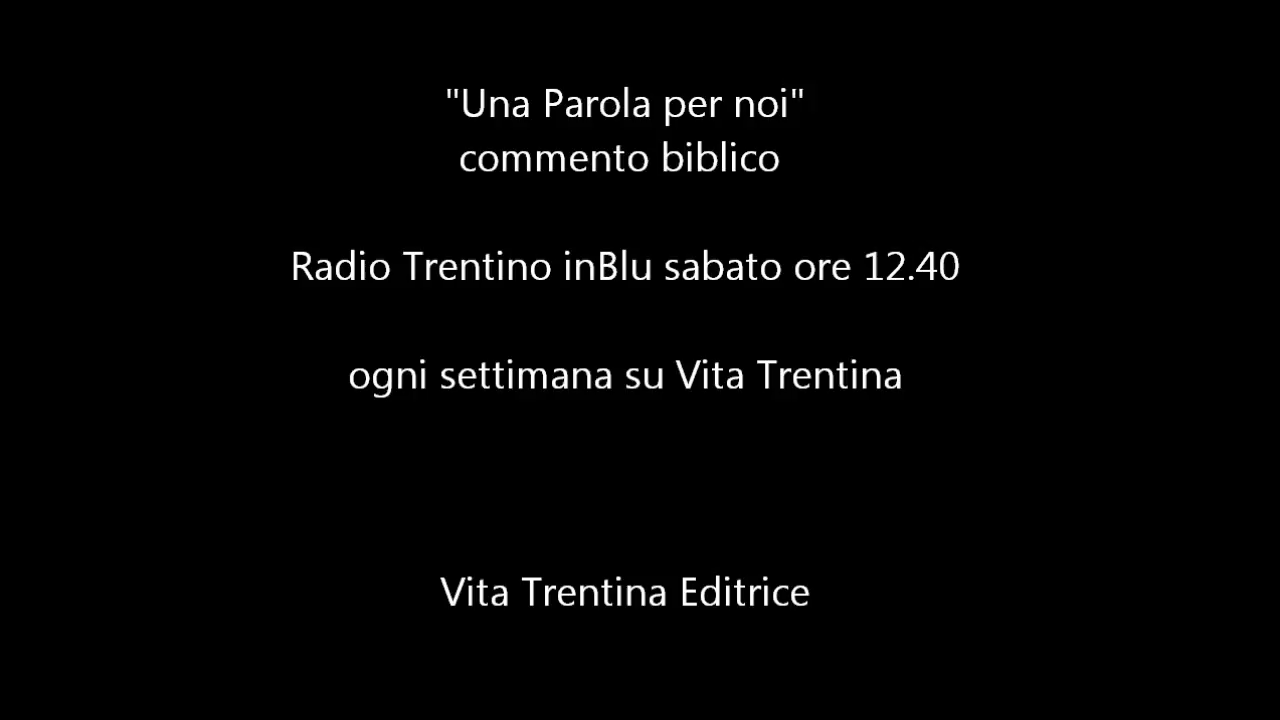 "Una Parola per noi"
commento biblico
Radio Trentino inBlu sabato ore 12.40
ogni settimana su Vita Trentina
Vita Trentina Editrice